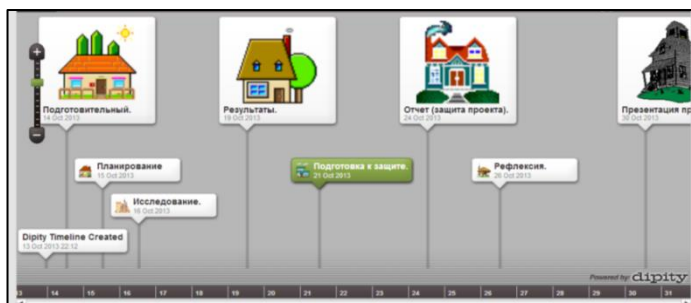 Подготовительный.
14 Oct 2013
Результаты.
19 Oct 2013
Отчет (защита проекта).
24 Oct 2013
Презентация пр
30 Oct 2013
Планирование
15 Oct 2013
Подготовка к защите.
21 Oct 2013
Рефлексия.
26 Oct 2013
Исследование.
16 Oct 2013
Dipity Timeline Created
13 Oct 2013 22:12
Powered by: dipity
13 14 15 16 17 18 19 20 21 22 23 24 25 26 27 28 29 30 31